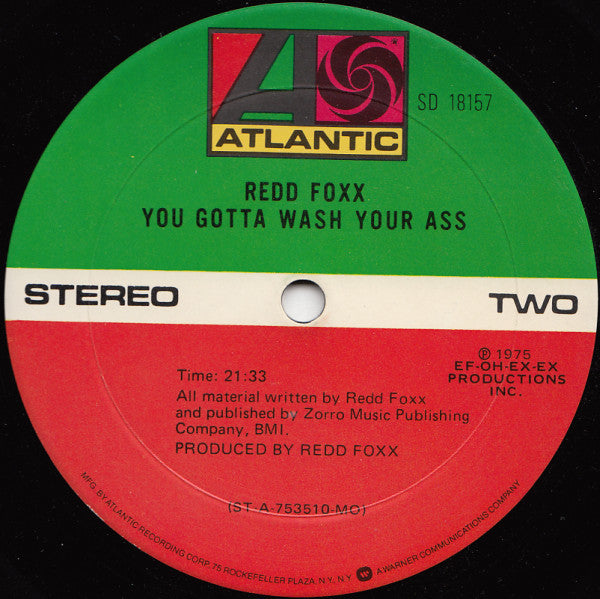 SD 18157
ATLANTIC
REDD FOXX
YOU GOTTA WASH YOUR ASS
STEREO
TWO
℗ 1975
EF-OH-EX-EX
PRODUCTIONS
INC.
Time: 21:33
All material written by Redd Foxx
and published by Zorro Music Publishing
Company, BMI.
PRODUCED BY REDD FOXX
(ST-A-753510-MO)
MFG. BY ATLANTIC RECORDING CORP. 75 ROCKEFELLER PLAZA, N.Y. N.Y. A WARNER COMMUNICATIONS COMPANY